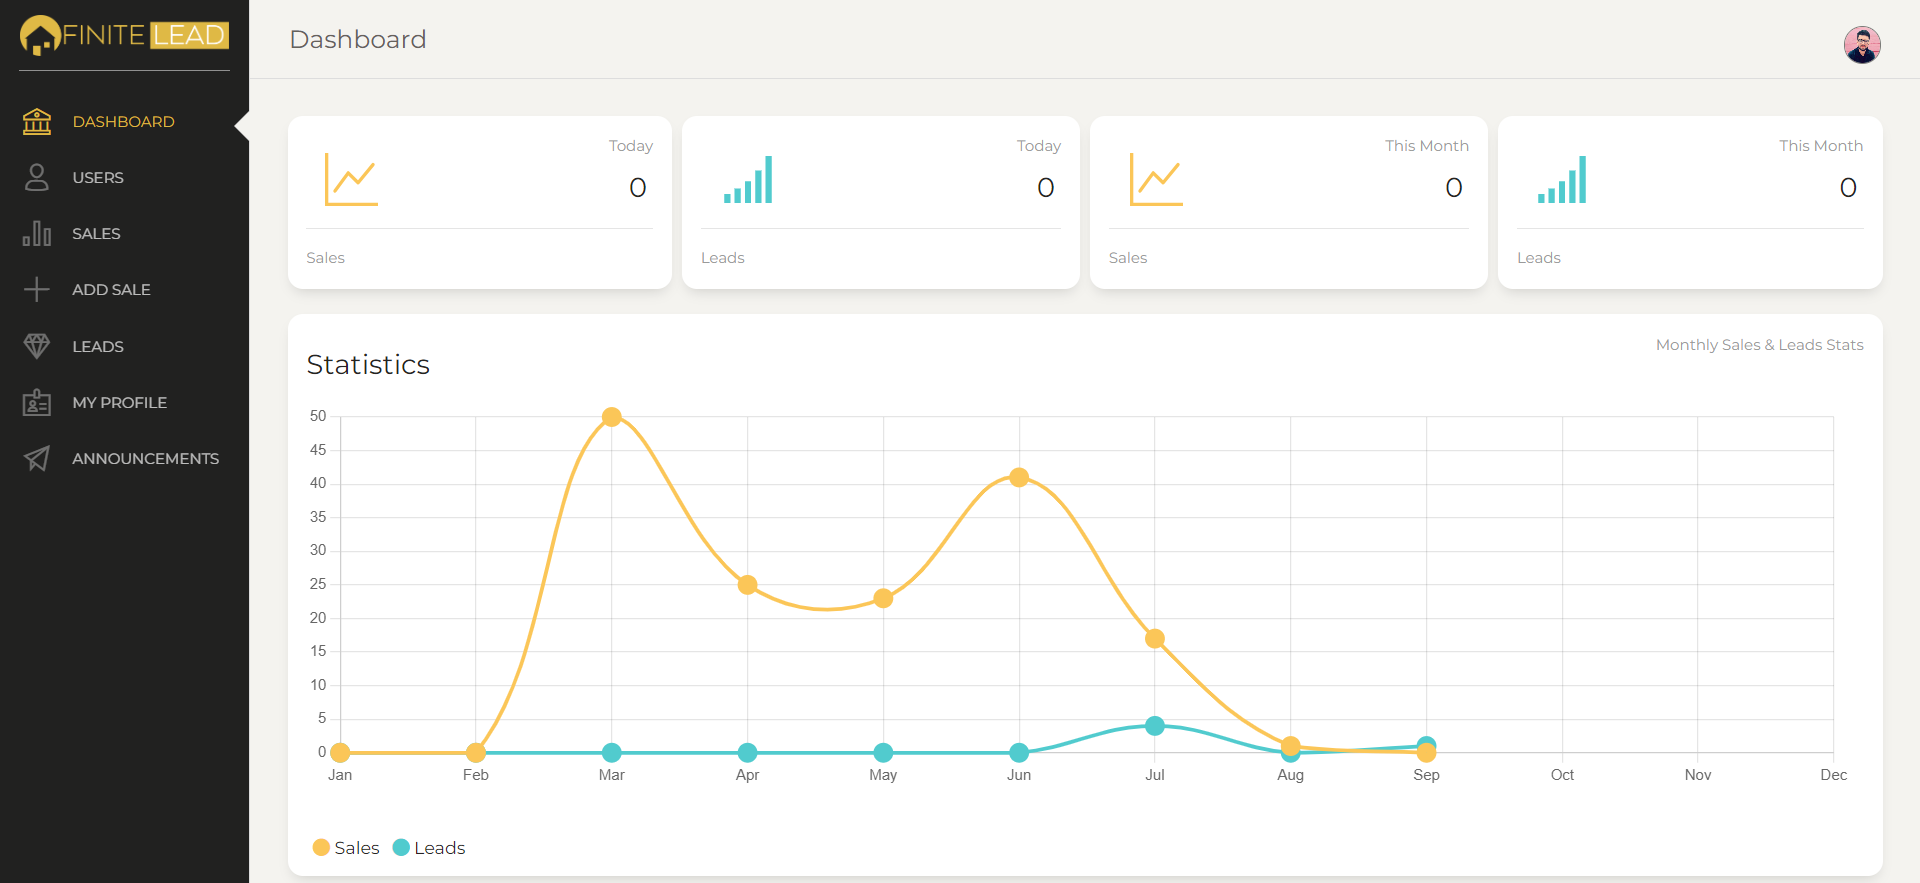 FINITE LEAD
DASHBOARD
USERS
SALES
ADD SALE
LEADS
MY PROFILE
ANNOUNCEMENTS
Dashboard
Today
0
Sales
Today
0
Leads
This Month
0
Sales
This Month
0
Leads
Statistics
Monthly Sales & Leads Stats
50
45
40
35
30
25
20
15
10
5
0
Jan Feb Mar Apr May Jun Jul Aug Sep Oct Nov Dec
Sales Leads